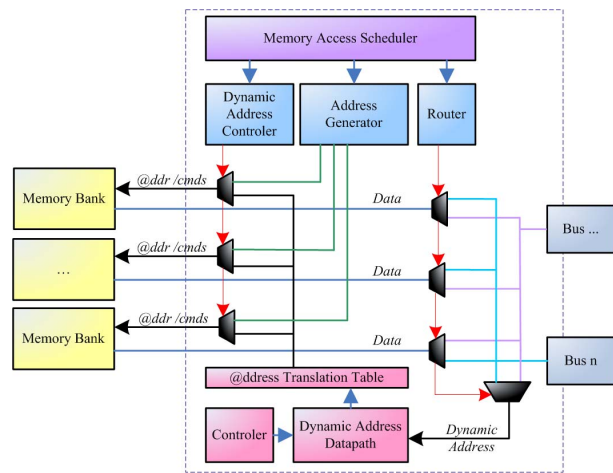 Memory Access Scheduler
Dynamic
Address
Controler
Address
Generator
Router
@ddr /cmds
Memory Bank
Data
Bus ...
@ddr /cmds
...
Data
@ddr /cmds
Memory Bank
Data
Bus n
@ddress Translation Table
Controler
Dynamic Address
Datapath
Dynamic
Address